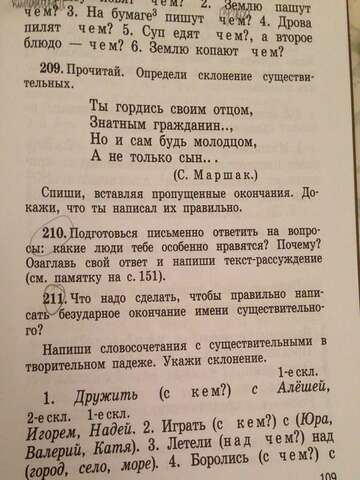 чем? 3. На бумаге³ пишут чем? 4. Дрова
пилят чем? 5. Суп едят чем?, а второе
блюдо — чем? 6. Землю копают чем?
209. Прочитай. Определи склонение существи-
тельных.
Ты гордись своим отцом,
Знатным гражданин..,
Но и сам будь молодцом,
А не только сын...
(С. Маршак.)
Спиши, вставляя пропущенные окончания. До-
кажи, что ты написал их правильно.
210. Подготовься письменно ответить на вопро-
сы: какие люди тебе особенно нравятся? Почему?
Озаглавь свой ответ и напиши текст-рассуждение
(см. памятку на с. 151).
211. Что надо сделать, чтобы правильно напи-
сать безударное окончание имени существительно-
го?
Напиши словосочетания с существительными в
творительном падеже. Укажи склонение.
1-е скл.
1. Дружить (с кем?) с Алёшей,
2-е скл. 1-е скл.
Игорем, Надей. 2. Играть (с кем?) с (Юра,
Валерий, Катя). 3. Летели (над чем?) над
(город, село, море). 4. Боролись (с чем?) с
109